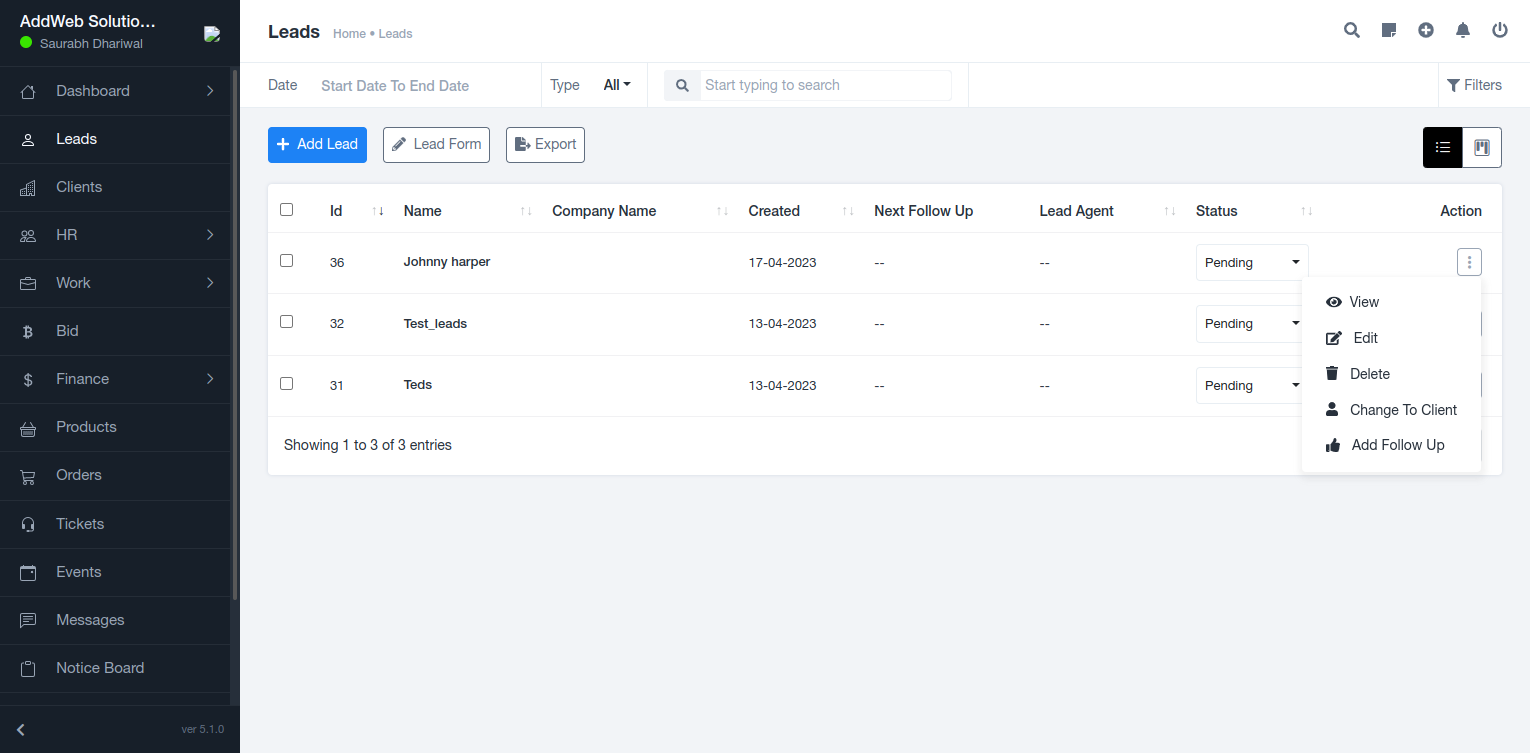 AddWeb Solutio...
Saurabh Dhariwal
Dashboard
Leads
Clients
HR
Work
Bid
Finance
Products
Orders
Tickets
Events
Messages
Notice Board
ver 5.1.0
Leads Home • Leads
Date Start Date To End Date Type All Start typing to search Filters
Add Lead Lead Form Export
Id Name Company Name Created Next Follow Up Lead Agent Status Action
36 Johnny harper 17-04-2023 -- -- Pending
32 Test_leads 13-04-2023 -- -- Pending
31 Teds 13-04-2023 -- -- Pending
Showing 1 to 3 of 3 entries
View
Edit
Delete
Change To Client
Add Follow Up